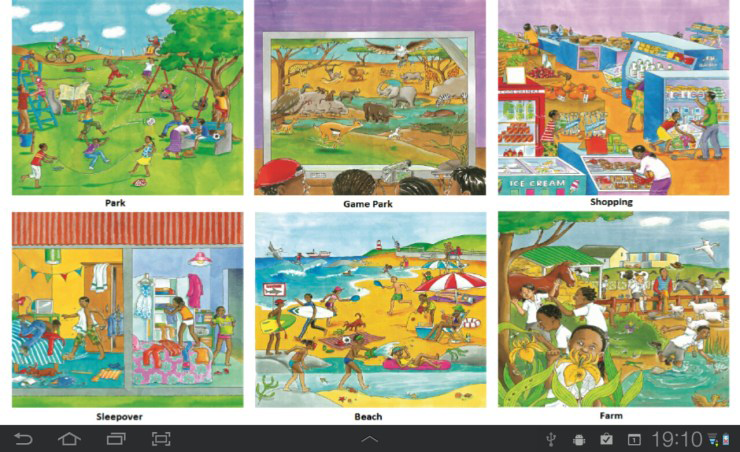 Park
Game Park
Shopping
ICE CREAM
Sleepover
Beach
Farm
19:10